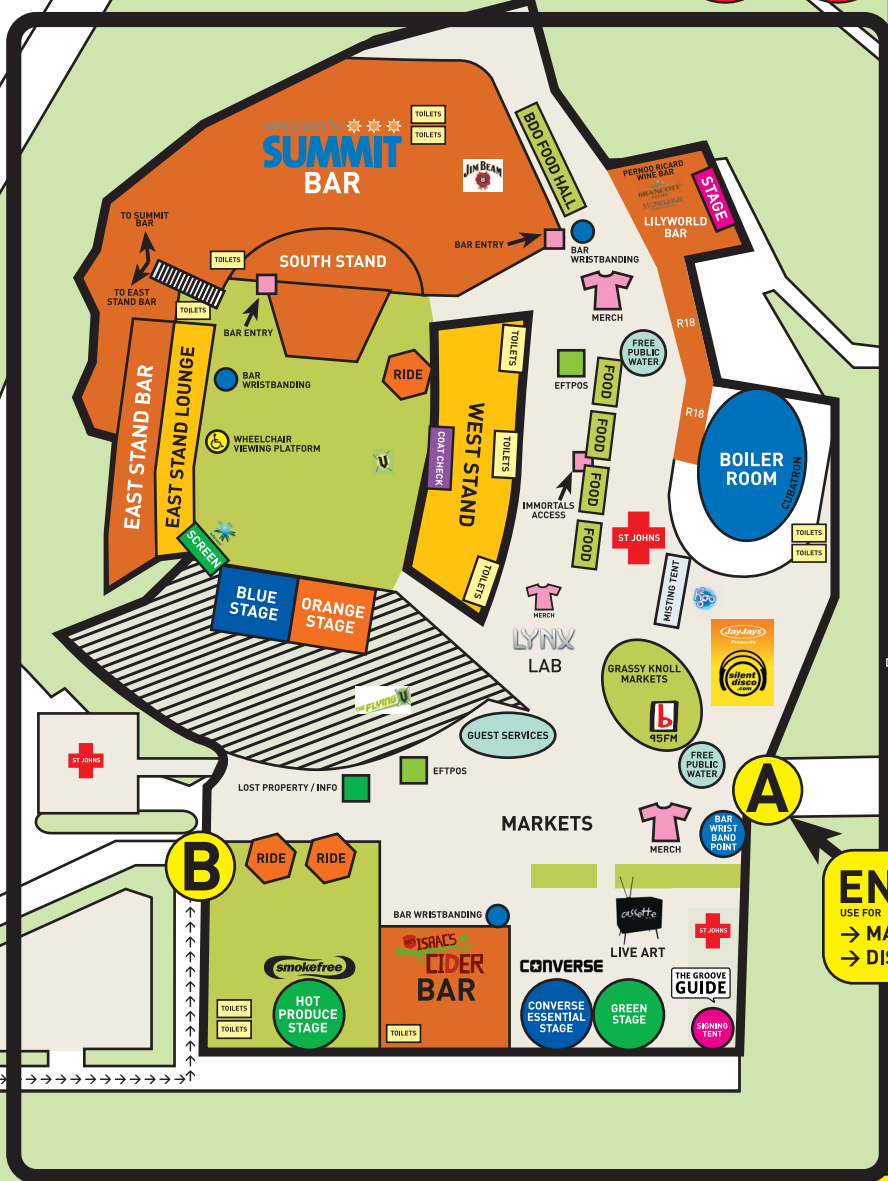 SPEIGHT'S
SUMMIT
BAR
TOILETS
TOILETS
JIM BEAM
BDO FOOD HALL
PERNOD RICARD
WINE BAR
BRANCOTT
STONELEIGH
LILYWORLD
BAR
STAGE
TO SUMMIT
BAR
TO EAST
STAND BAR
TOILETS
TOILETS
SOUTH STAND
BAR ENTRY
BAR ENTRY
BAR
WRISTBANDING
MERCH
R18
R18
FREE
PUBLIC
WATER
EFTPOS
FOOD
FOOD
FOOD
FOOD
IMMORTALS
ACCESS
RIDE
BAR
WRISTBANDING
WHEELCHAIR
VIEWING PLATFORM
V
EAST STAND BAR
EAST STAND LOUNGE
SCREEN
WEST STAND
COAT CHECK
TOILETS
TOILETS
TOILETS
BOILER
ROOM
CUBATRON
TOILETS
TOILETS
ST JOHNS
MISTING TENT
BLUE
STAGE
ORANGE
STAGE
MERCH
LYNX
LAB
GRASSY KNOLL
MARKETS
b
95FM
JayJays
Presents
silent
disco
.com
THE FLYING V
GUEST SERVICES
ST JOHNS
LOST PROPERTY / INFO
EFTPOS
FREE
PUBLIC
WATER
A
MARKETS
MERCH
BAR
WRIST
BAND
POINT
B
RIDE
RIDE
EN
USE FOR
→ MA
→ DIS
BAR WRISTBANDING
ISAAC'S
CIDER
BAR
TOILETS
smokefree
HOT
PRODUCE
STAGE
TOILETS
TOILETS
CONVERSE
CONVERSE
ESSENTIAL
STAGE
GREEN
STAGE
cassette
LIVE ART
ST JOHNS
THE GROOVE
GUIDE
SIGNING
TENT